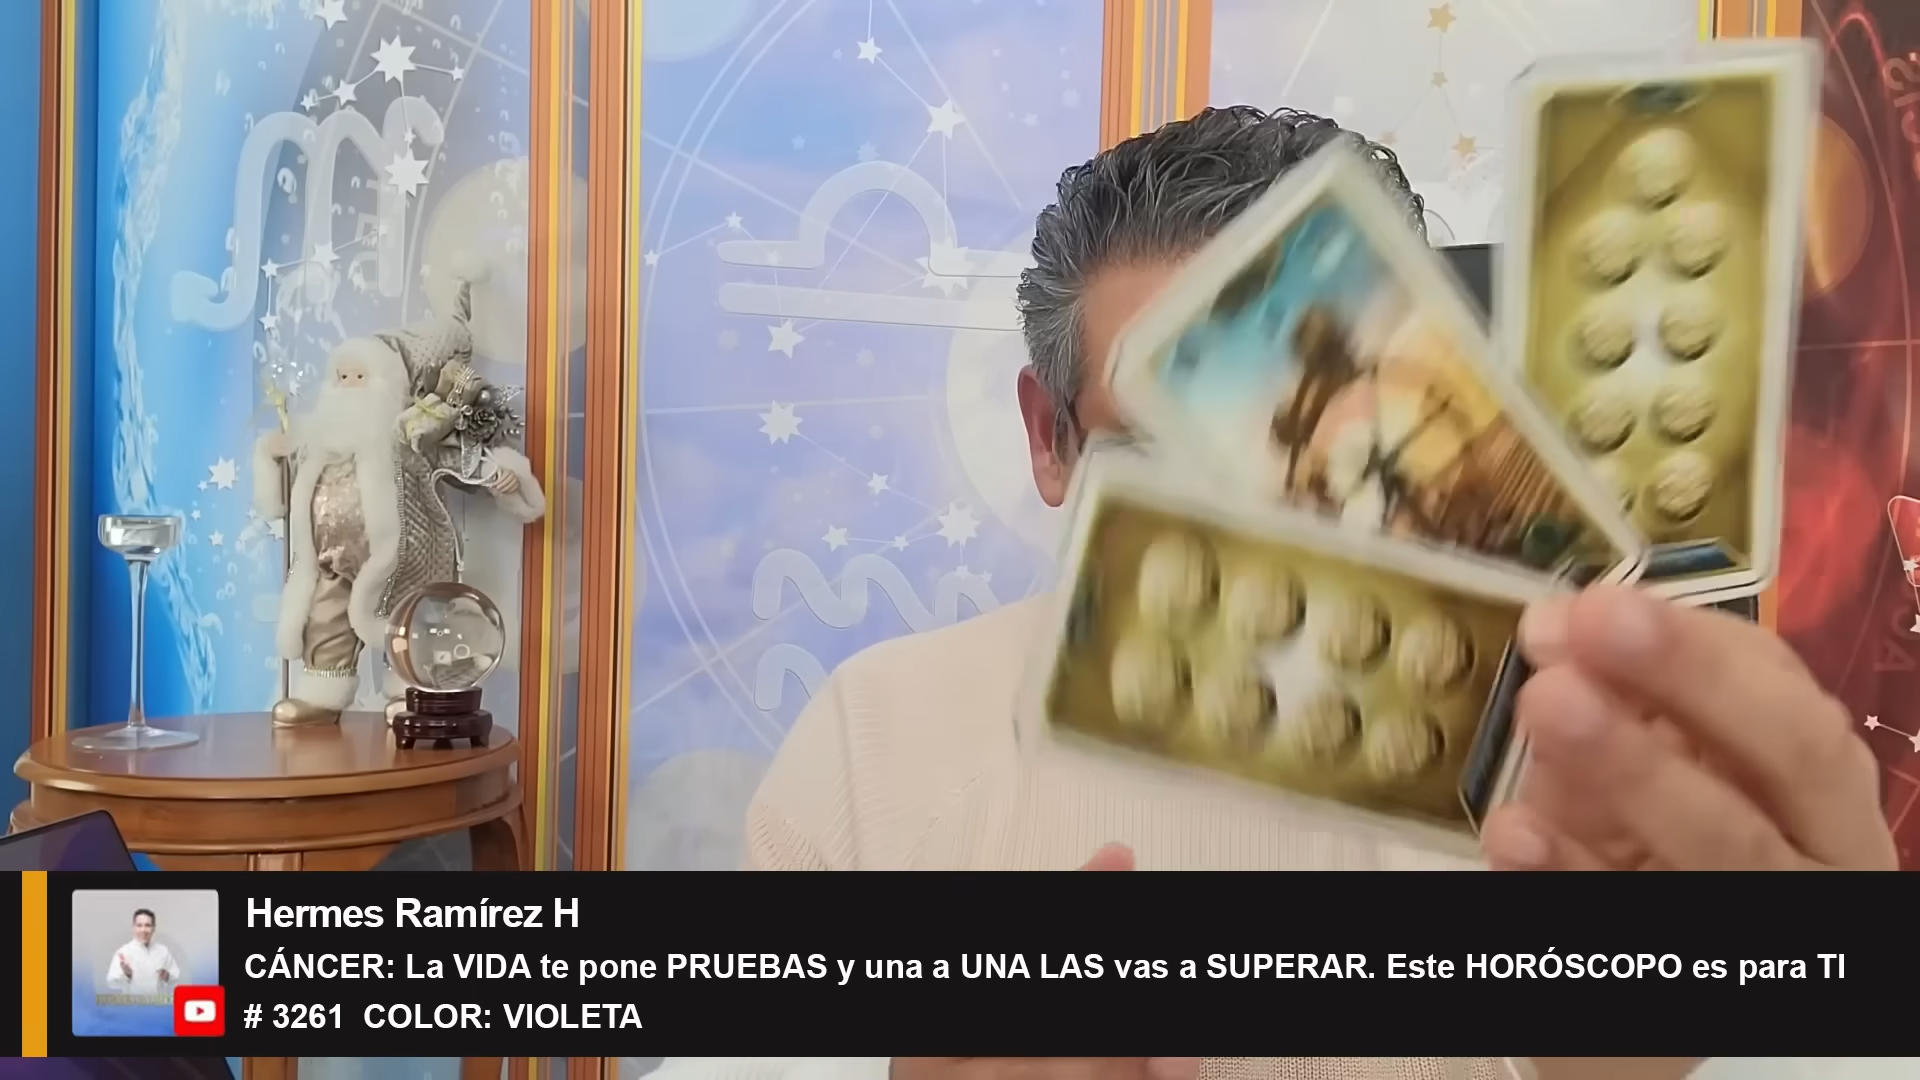 Hermes Ramírez H
CÁNCER: La VIDA te pone PRUEBAS y una a UNA LAS vas a SUPERAR. Este HORÓSCOPO es para TI
# 3261  COLOR: VIOLETA